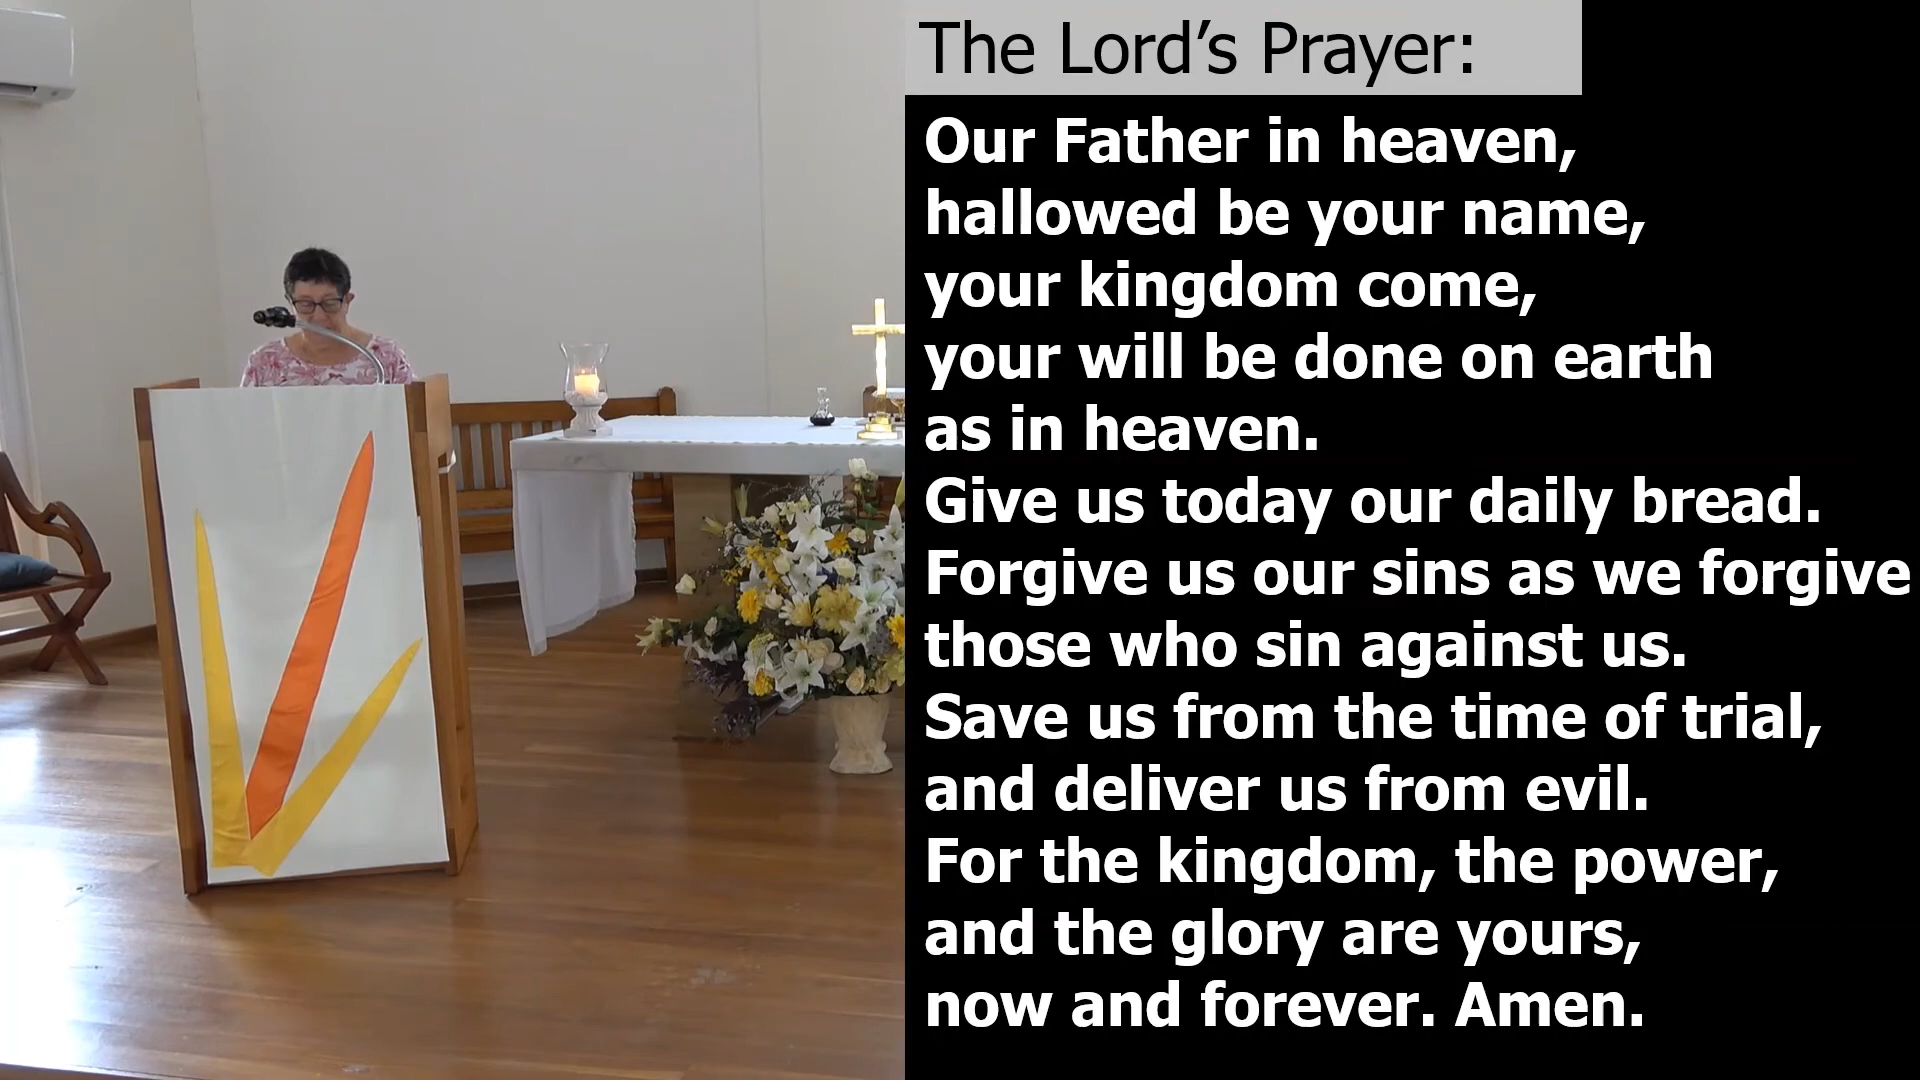 The Lord’s Prayer:
Our Father in heaven,
hallowed be your name,
your kingdom come,
your will be done on earth
as in heaven.
Give us today our daily bread.
Forgive us our sins as we forgive
those who sin against us.
Save us from the time of trial,
and deliver us from evil.
For the kingdom, the power,
and the glory are yours,
now and forever. Amen.